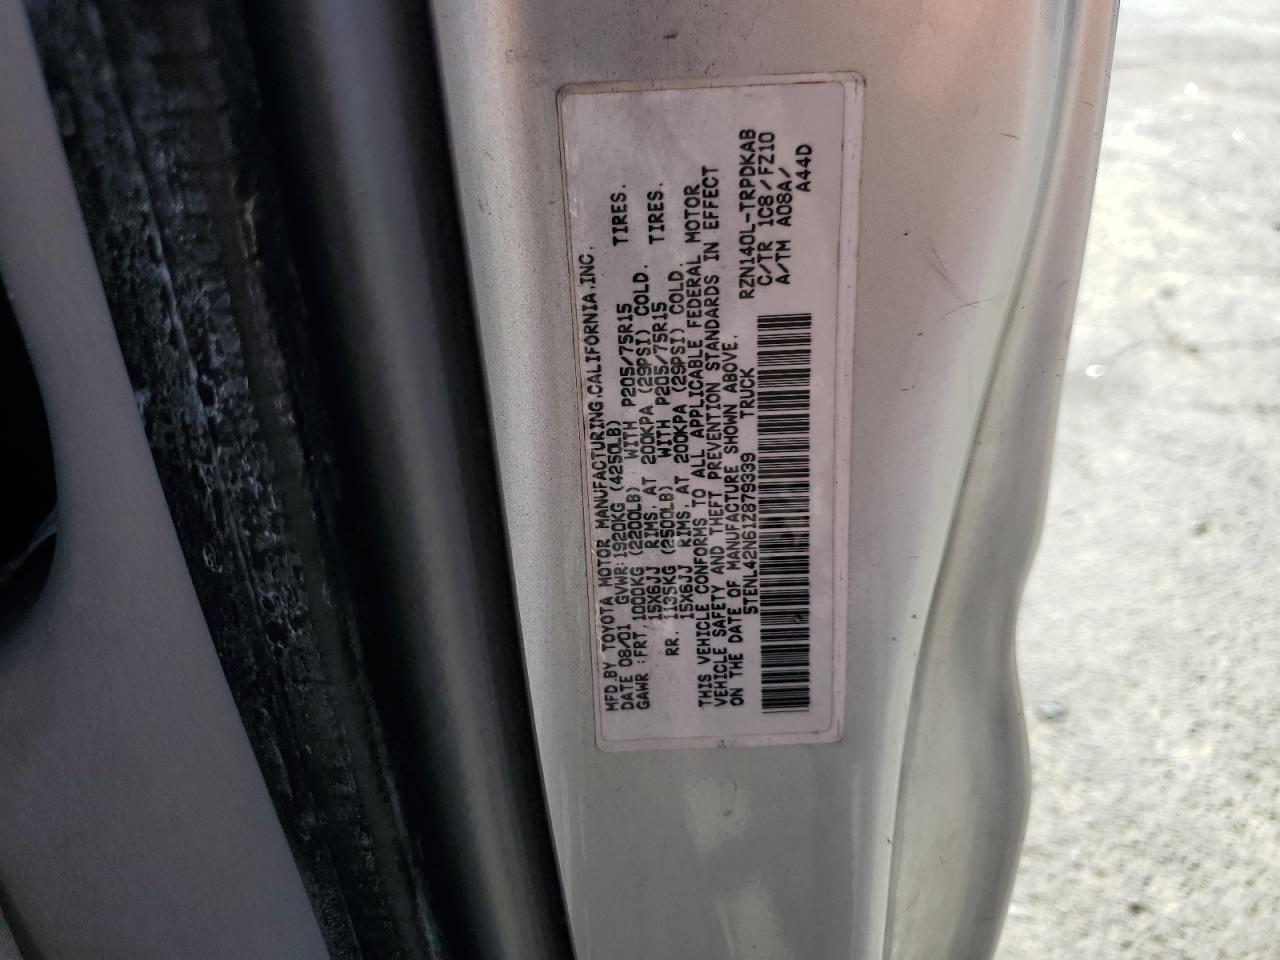 MFD.BY TOYOTA MOTOR MANUFACTURING,CALIFORNIA,INC.
DATE 08/01 GVWR:1920KG (4250LB)
GAWR:FRT.1000KG (2200LB) WITH P205/75R15 TIRES.
15X6JJ RIMS, AT 200KPA (29PSI) COLD.
RR. 1135KG (2500LB) WITH P205/75R15 TIRES.
15X6JJ RIMS, AT 200KPA (29PSI) COLD.
THIS VEHICLE CONFORMS TO ALL APPLICABLE FEDERAL MOTOR
VEHICLE SAFETY AND THEFT PREVENTION STANDARDS IN EFFECT
ON THE DATE OF MANUFACTURE SHOWN ABOVE.
5TENL42N61Z879339 TRUCK
RZN140L-TRPDKAB
C/TR 1C8/FZ10
A/TM A08A/
A44D